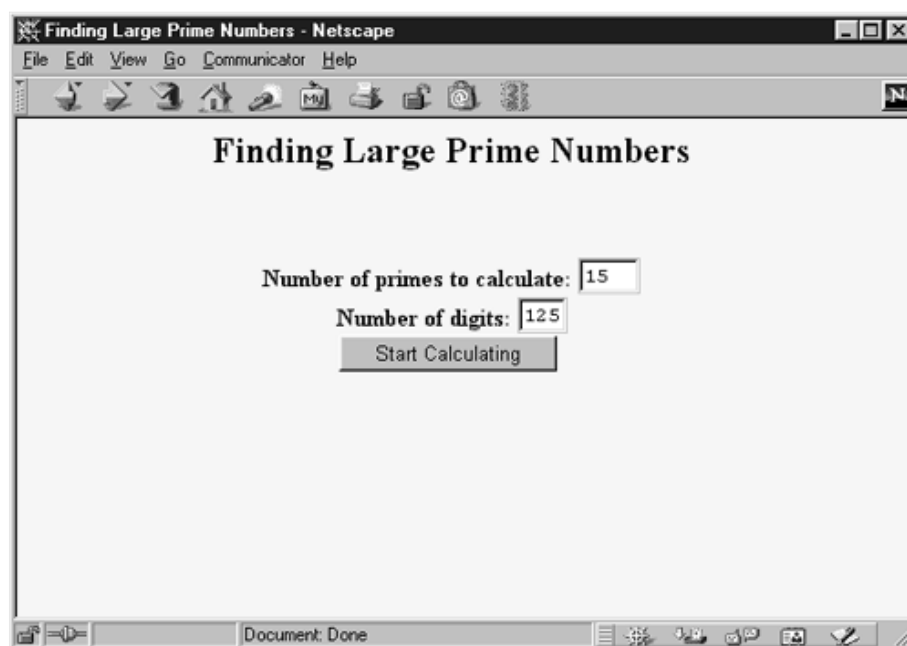 Finding Large Prime Numbers - Netscape
File Edit View Go Communicator Help
My
N
Finding Large Prime Numbers
Number of primes to calculate: 15
Number of digits: 125
Start Calculating
Document: Done